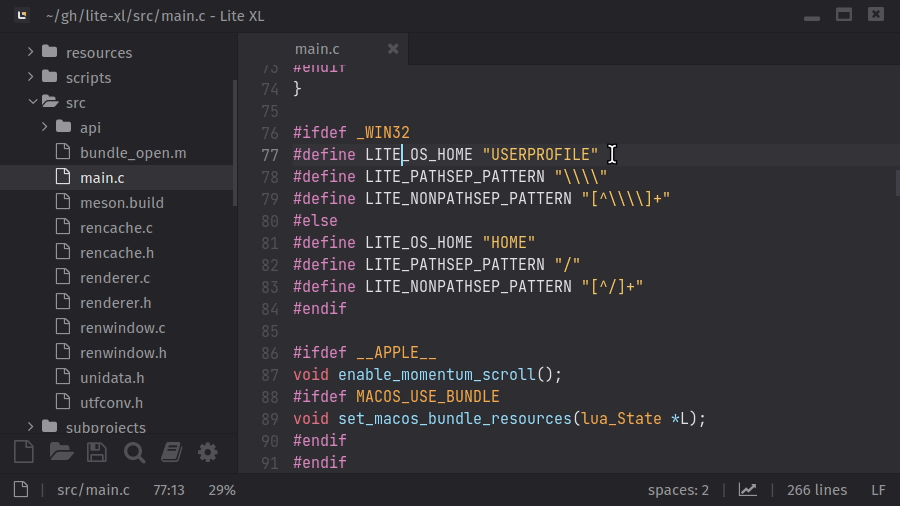 ~/gh/lite-xl/src/main.c - Lite XL
resources
scripts
src
api
bundle_open.m
main.c
meson.build
rencache.c
rencache.h
renderer.c
renderer.h
renwindow.c
renwindow.h
unidata.h
utfconv.h
subprojects
main.c
73 #endif
74 }
75
76 #ifdef _WIN32
77 #define LITE_OS_HOME "USERPROFILE"
78 #define LITE_PATHSEP_PATTERN "\\\\"
79 #define LITE_NONPATHSEP_PATTERN "[^\\\\]+"
80 #else
81 #define LITE_OS_HOME "HOME"
82 #define LITE_PATHSEP_PATTERN "/"
83 #define LITE_NONPATHSEP_PATTERN "[^/]+"
84 #endif
85
86 #ifdef __APPLE__
87 void enable_momentum_scroll();
88 #ifdef MACOS_USE_BUNDLE
89 void set_macos_bundle_resources(lua_State *L);
90 #endif
91 #endif
src/main.c 77:13 29% spaces: 2 266 lines LF